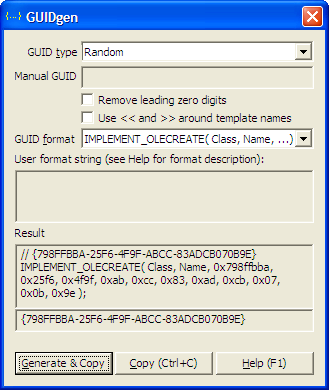 {···} GUIDgen
GUID type Random
Manual GUID
Remove leading zero digits
Use << and >> around template names
GUID format IMPLEMENT_OLECREATE( Class, Name, ...)
User format string (see Help for format description):
Result
// {798FFBBA-25F6-4F9F-ABCC-83ADCB070B9E}
IMPLEMENT_OLECREATE( Class, Name, 0x798ffbba,
0x25f6, 0x4f9f, 0xab, 0xcc, 0x83, 0xad, 0xcb, 0x07,
0x0b, 0x9e );
{798FFBBA-25F6-4F9F-ABCC-83ADCB070B9E}
Generate & Copy Copy (Ctrl+C) Help (F1)